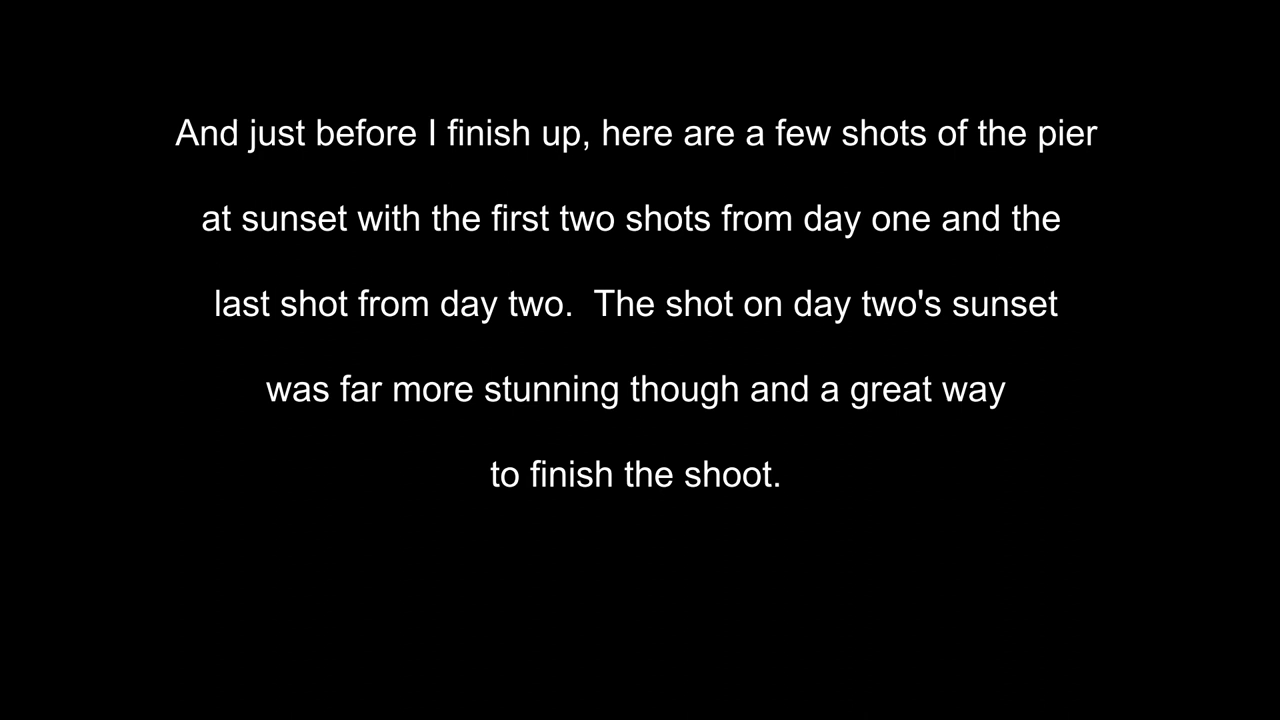 And just before I finish up, here are a few shots of the pier
at sunset with the first two shots from day one and the
last shot from day two.  The shot on day two's sunset
was far more stunning though and a great way
to finish the shoot.